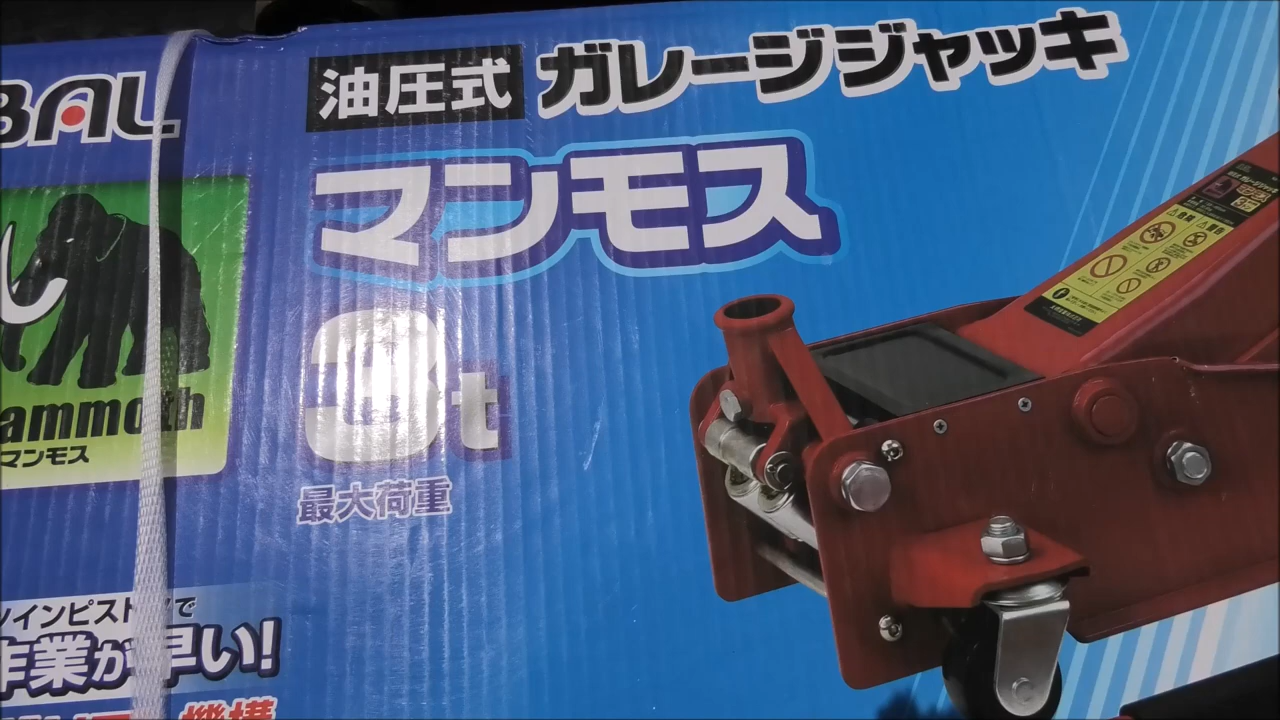 BAL
油圧式 ガレージジャッキ
マンモス
3t
最大荷重
ammoth
マンモス
ツインピストンで
作業が早い!
機構